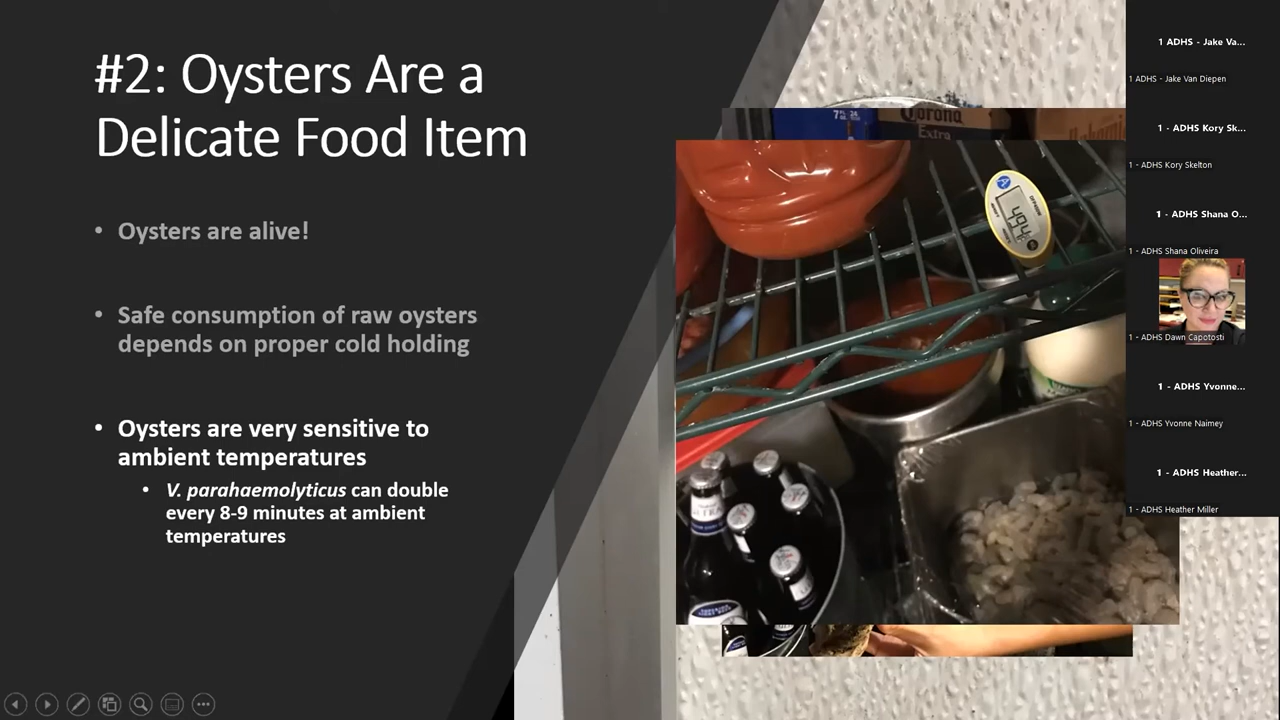 #2: Oysters Are a
Delicate Food Item
• Oysters are alive!
• Safe consumption of raw oysters
depends on proper cold holding
• Oysters are very sensitive to
ambient temperatures
• V. parahaemolyticus can double
every 8-9 minutes at ambient
temperatures
Corona
Extra
49.4
1 ADHS - Jake Va...
1 ADHS - Jake Van Diepen
1 - ADHS Kory Sk...
1 - ADHS Kory Skelton
1 - ADHS Shana O...
1 - ADHS Shana Oliveira
1 - ADHS Dawn Capotosti
1 - ADHS Yvonne...
1 - ADHS Yvonne Naimey
1 - ADHS Heather...
1 - ADHS Heather Miller